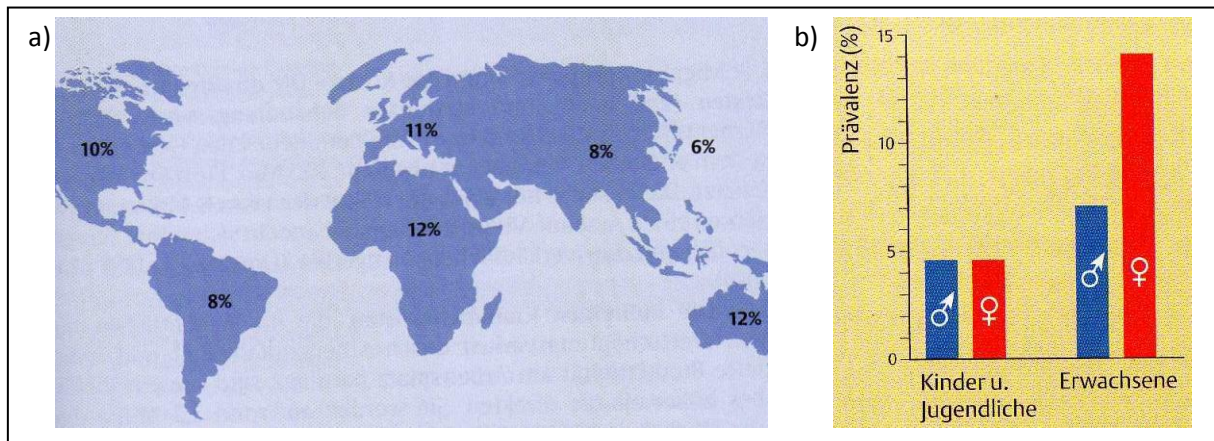 a)
10%
11%
8%
6%
12%
8%
12%
b)
Prävalenz (%)
15
10
5
0
♂
♀
♂
♀
Kinder u.
Jugendliche
Erwachsene